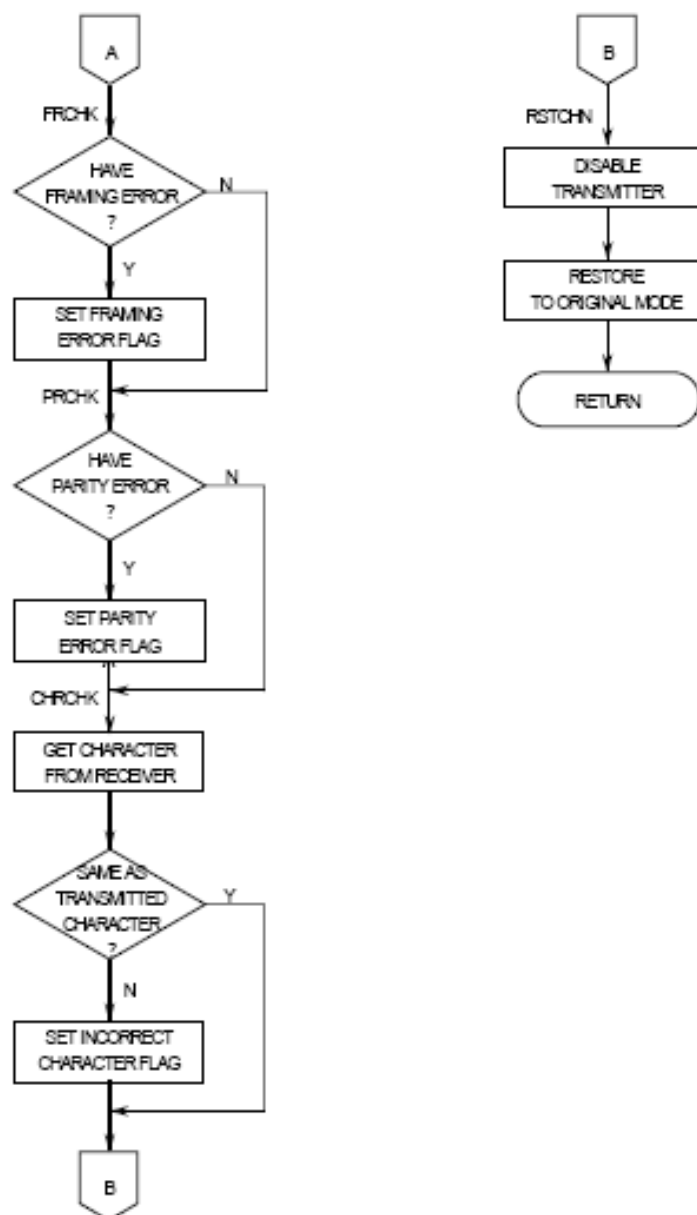 A
FRCHK
HAVE
FRAMING ERROR
?
N
Y
SET FRAMING
ERROR FLAG
PRCHK
HAVE
PARITY ERROR
?
N
Y
SET PARITY
ERROR FLAG
CHRCHK
GET CHARACTER
FROM RECEIVER
SAME AS
TRANSMITTED
CHARACTER
?
Y
N
SET INCORRECT
CHARACTER FLAG
B
B
RSTCHN
DISABLE
TRANSMITTER
RESTORE
TO ORIGINAL MODE
RETURN